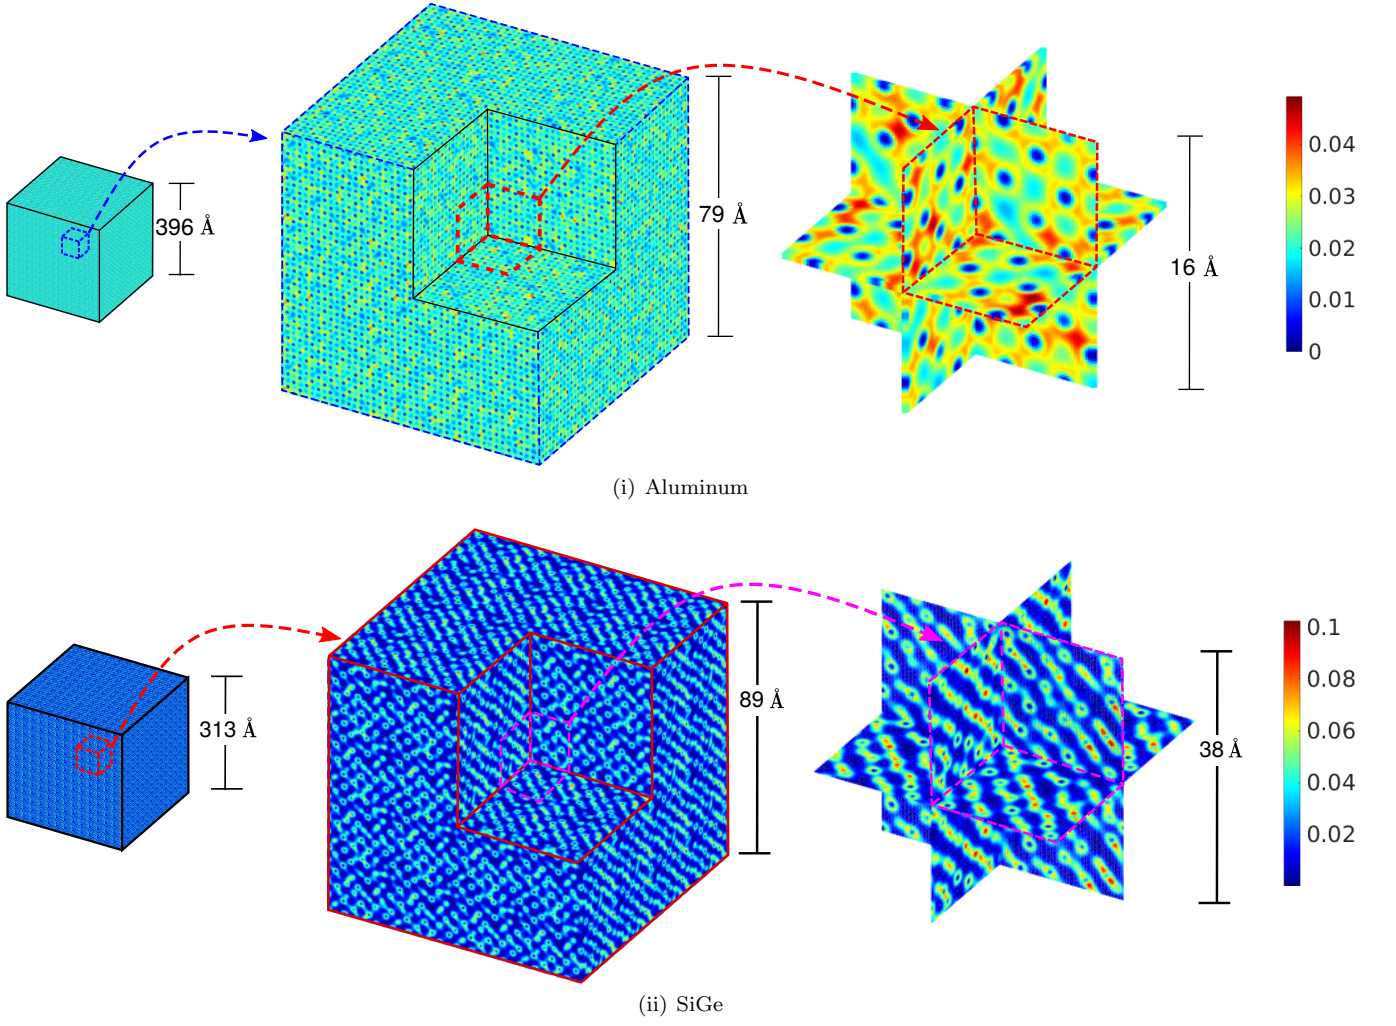 396 Å
79 Å
16 Å
0.04
0.03
0.02
0.01
0
(i) Aluminum
313 Å
89 Å
38 Å
0.1
0.08
0.06
0.04
0.02
(ii) SiGe